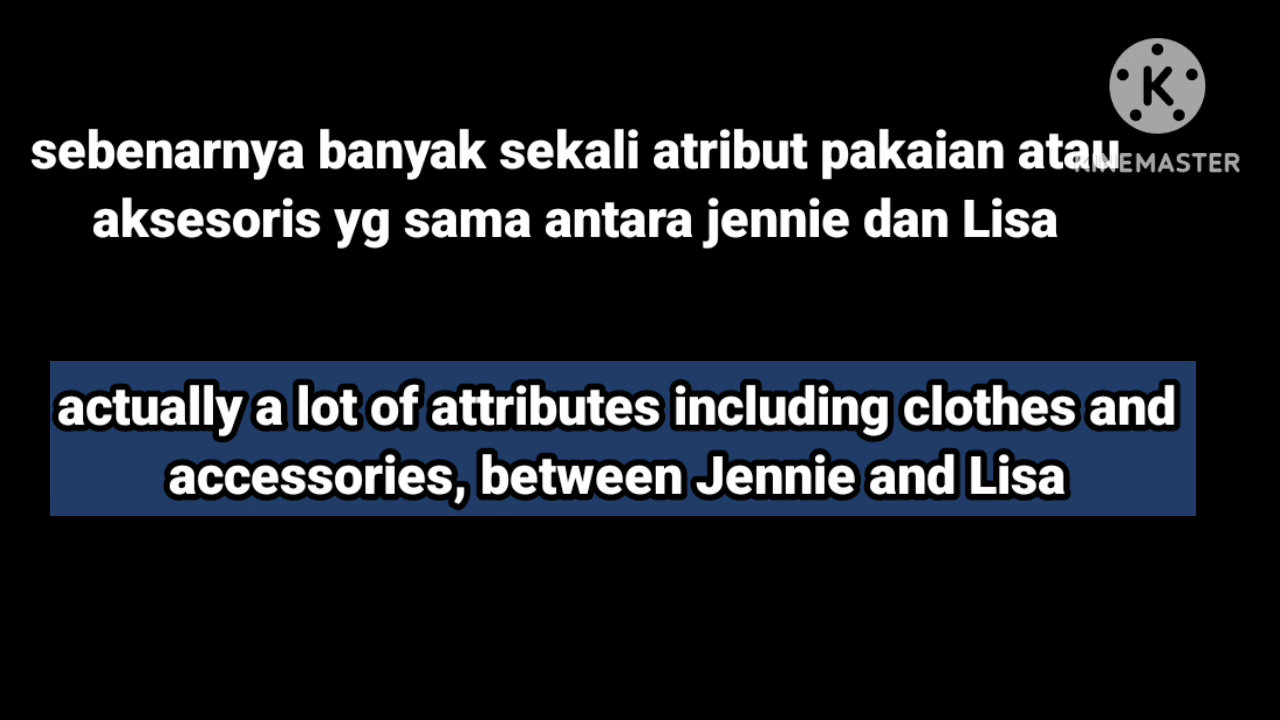 sebenarnya banyak sekali atribut pakaian atau
aksesoris yg sama antara jennie dan Lisa
K
KINEMASTER
actually a lot of attributes including clothes and
accessories, between Jennie and Lisa